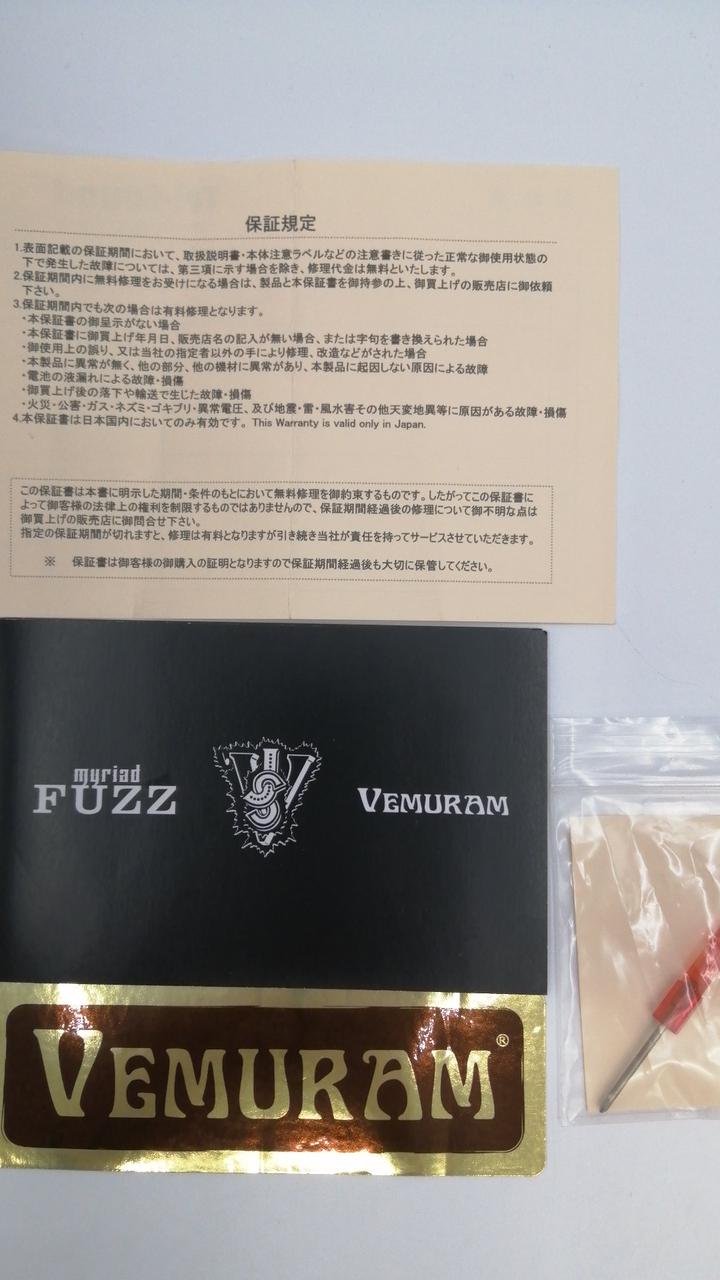 保証規定
1.表面記載の保証期間において、取扱説明書・本体注意ラベルなどの注意書きに従った正常な御使用状態の
下で発生した故障については、第三項に示す場合を除き、修理代金は無料といたします。
2.保証期間内に無料修理をお受けになる場合は、製品と本保証書を御持参の上、御買上げの販売店に御依頼
下さい。
3.保証期間内でも次の場合は有料修理となります。
・本保証書の御呈示がない場合
・本保証書に御買上げ年月日、販売店名の記入が無い場合、または字句を書き換えられた場合
・御使用上の誤り、又は当社の指定者以外の手により修理、改造などがされた場合
・本製品に異常が無く、他の部分、他の機材に異常があり、本製品に起因しない原因による故障
・電池の液漏れによる故障・損傷
・御買上げ後の落下や輸送で生じた故障・損傷
・火災・公害・ガス・ネズミ・ゴキブリ・異常電圧、及び地震・雷・風水害その他天変地異等に原因がある故障・損傷
4.本保証書は日本国内においてのみ有効です。This Warranty is valid only in Japan.
この保証書は本書に明示した期間・条件のもとにおいて無料修理を御約束するものです。したがってこの保証書に
よって御客様の法律上の権利を制限するものではありませんので、保証期間経過後の修理について御不明な点は
御買上げの販売店に御問合せ下さい。
指定の保証期間が切れますと、修理は有料となりますが引き続き当社が責任を持ってサービスさせていただきます。
※ 保証書は御客様の御購入の証明となりますので保証期間経過後も大切に保管してください。
myriad
FUZZ
VEMURAM
VEMURAM®